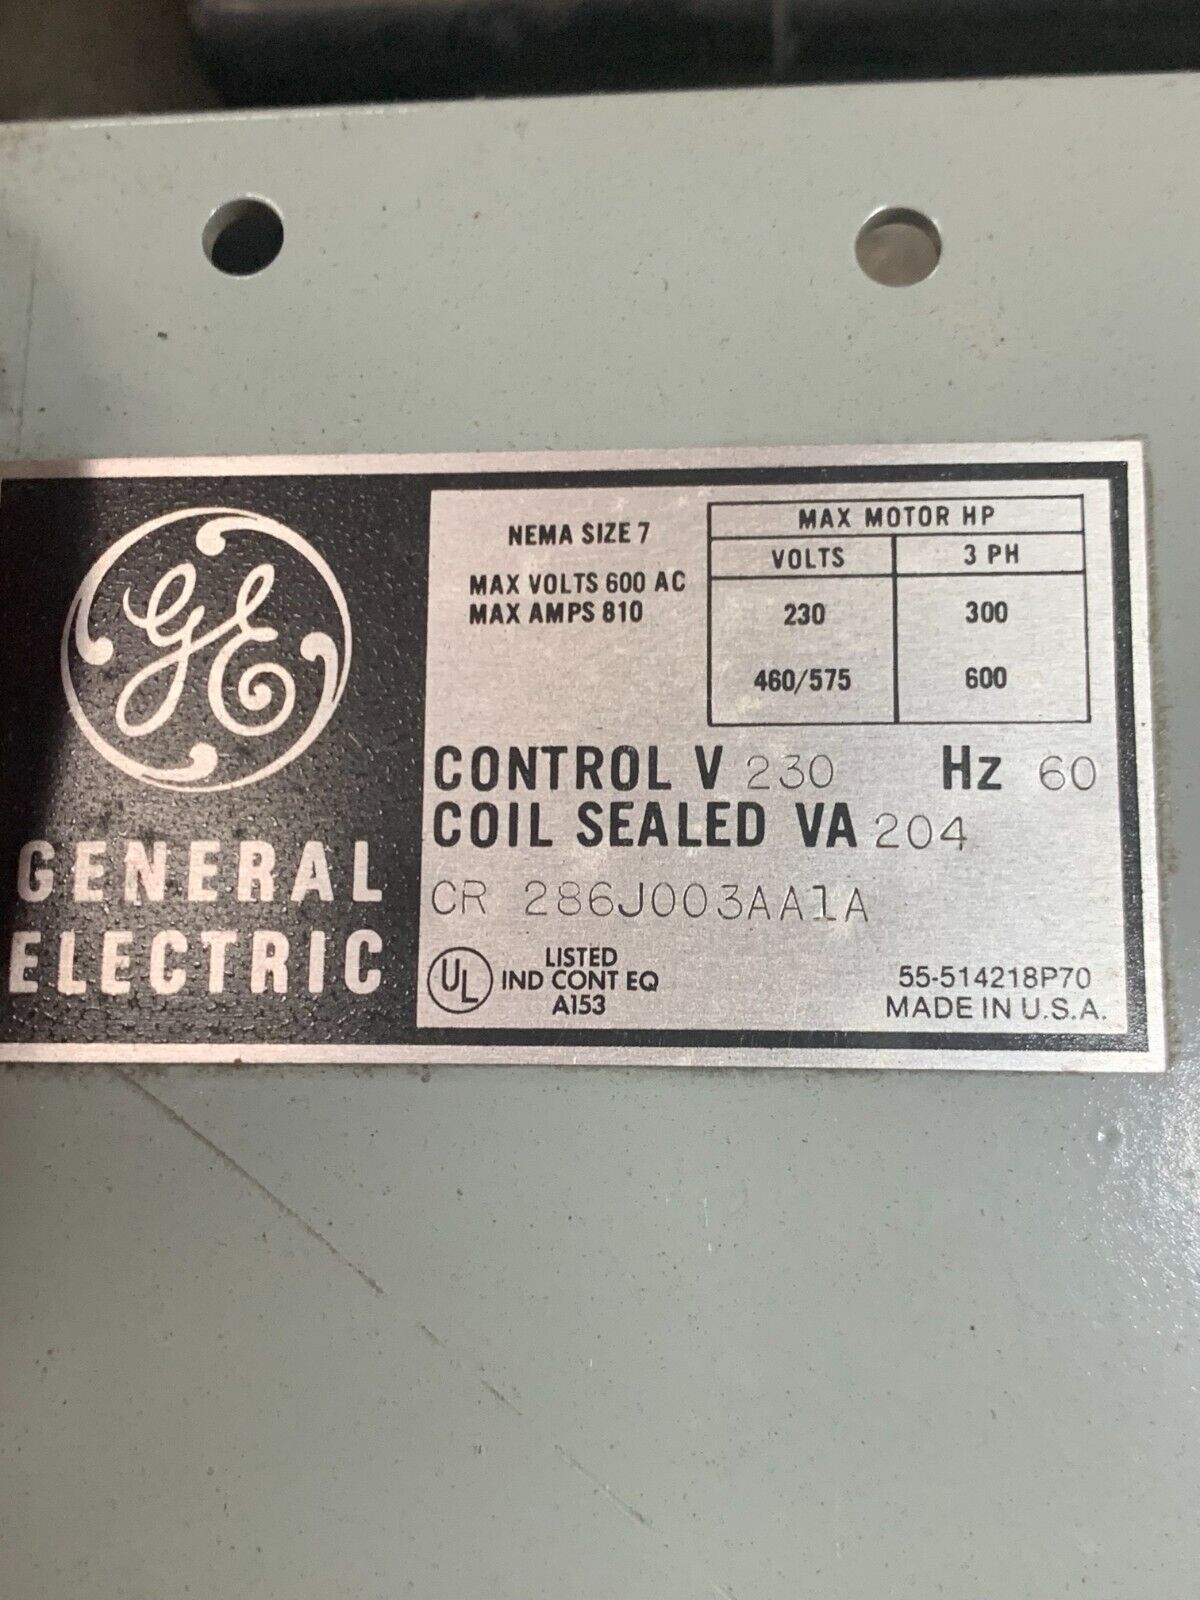 GE
GENERAL
ELECTRIC
NEMA SIZE 7
MAX VOLTS 600 AC
MAX AMPS 810
MAX MOTOR HP
VOLTS 3 PH
230 300
460/575 600
CONTROL V 230 Hz 60
COIL SEALED VA 204
CR 286J003AA1A
UL
LISTED
IND CONT EQ
A153
55-514218P70
MADE IN U.S.A.